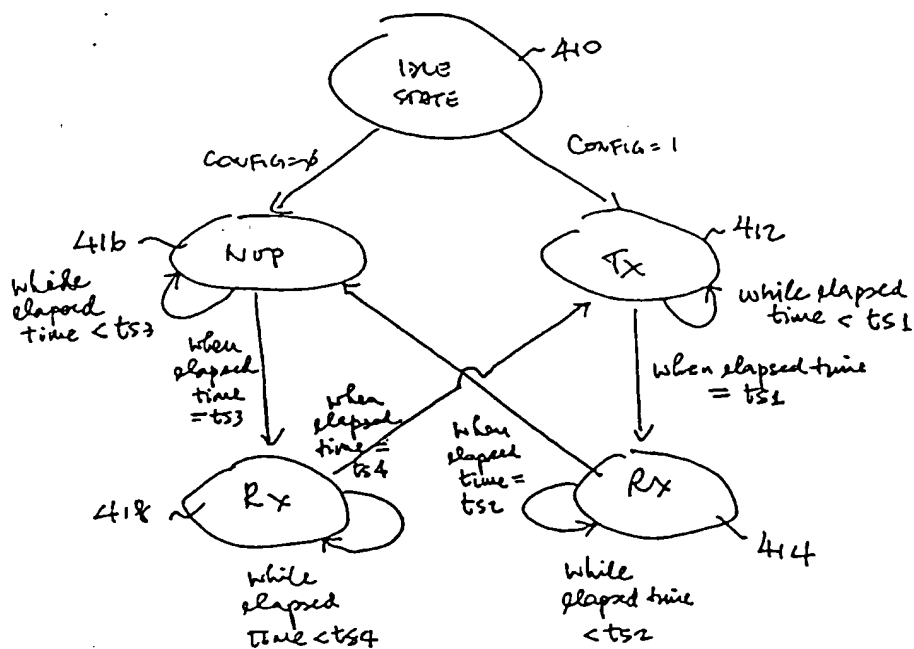 410
IDLE
STATE
CONFIG=0
CONFIG = 1
416
NOP
412
TX
while
elapsed
time < ts3
while elapsed
time < ts1
when
elapsed
time
= ts3
when elapsed time
= ts1
when
elapsed
time =
ts4
when
elapsed
time =
ts2
418
RX
RX
414
while
elapsed
Time < ts4
while
elapsed time
< ts2